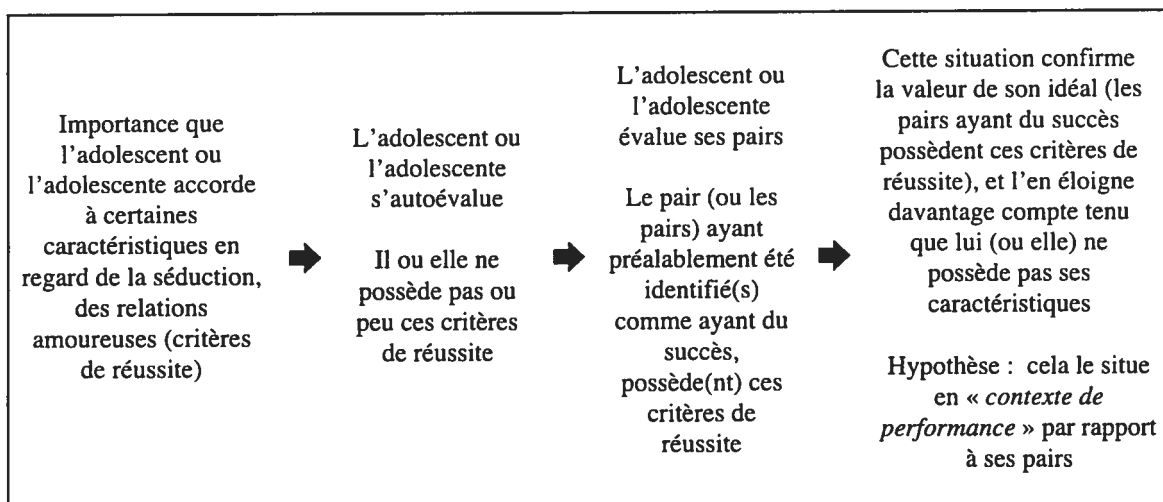 Importance que
l'adolescent ou
l'adolescente accorde
à certaines
caractéristiques en
regard de la séduction,
des relations
amoureuses (critères
de réussite)
L'adolescent ou
l'adolescente
s'autoévalue
Il ou elle ne
possède pas ou
peu ces critères
de réussite
L'adolescent ou
l'adolescente
évalue ses pairs
Le pair (ou les
pairs) ayant
préalablement été
identifié(s)
comme ayant du
succès,
possède(nt) ces
critères de
réussite
Cette situation confirme
la valeur de son idéal (les
pairs ayant du succès
possèdent ces critères de
réussite), et l'en éloigne
davantage compte tenu
que lui (ou elle) ne
possède pas ses
caractéristiques
Hypothèse : cela le situe
en « contexte de
performance » par rapport
à ses pairs